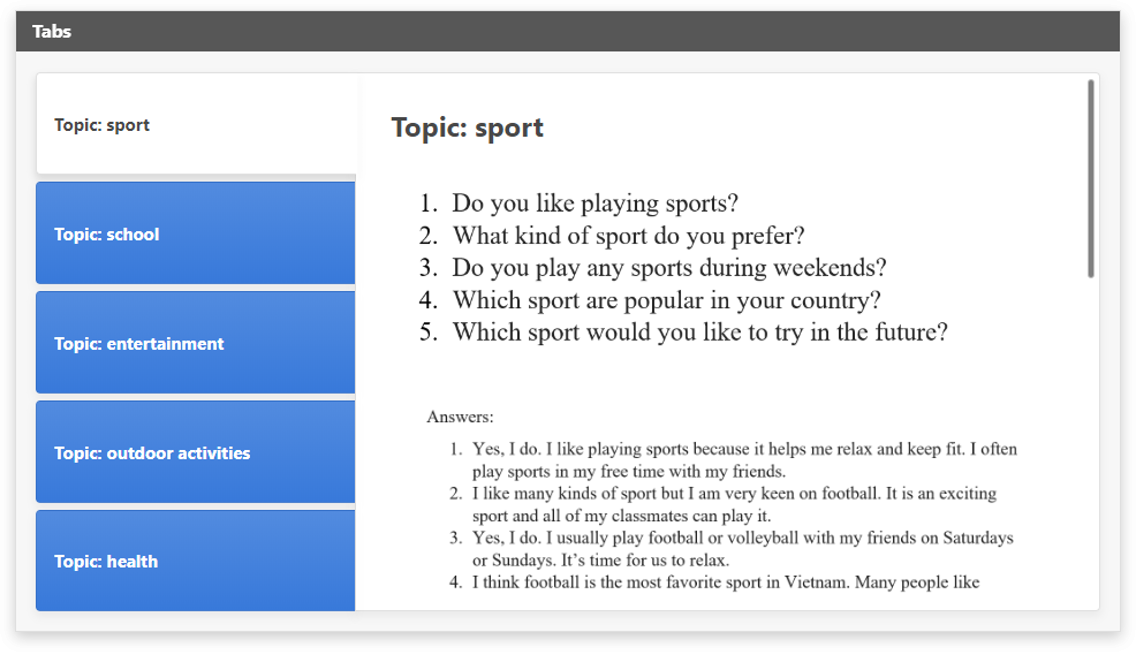 Tabs
Topic: sport
Topic: school
Topic: entertainment
Topic: outdoor activities
Topic: health
Topic: sport
1. Do you like playing sports?
2. What kind of sport do you prefer?
3. Do you play any sports during weekends?
4. Which sport are popular in your country?
5. Which sport would you like to try in the future?
Answers:
1. Yes, I do. I like playing sports because it helps me relax and keep fit. I often
play sports in my free time with my friends.
2. I like many kinds of sport but I am very keen on football. It is an exciting
sport and all of my classmates can play it.
3. Yes, I do. I usually play football or volleyball with my friends on Saturdays
or Sundays. It’s time for us to relax.
4. I think football is the most favorite sport in Vietnam. Many people like